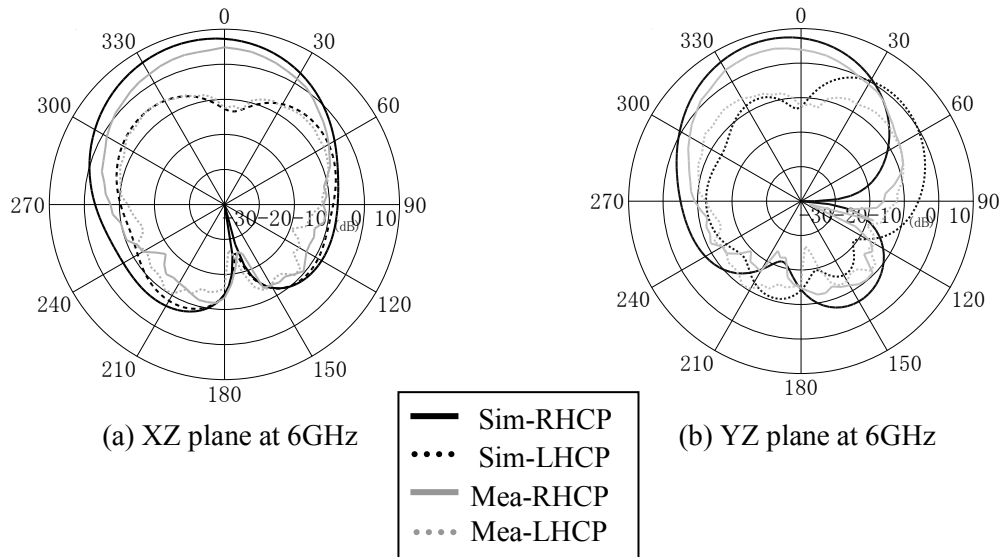 0
330
30
300
60
270
-30-20-10 0 10
(dB)
90
240
120
210
150
180
0
330
30
300
60
270
-30-20-10 0 10
(dB)
90
240
120
210
150
180
(a) XZ plane at 6GHz
(b) YZ plane at 6GHz
Sim-RHCP
Sim-LHCP
Mea-RHCP
Mea-LHCP